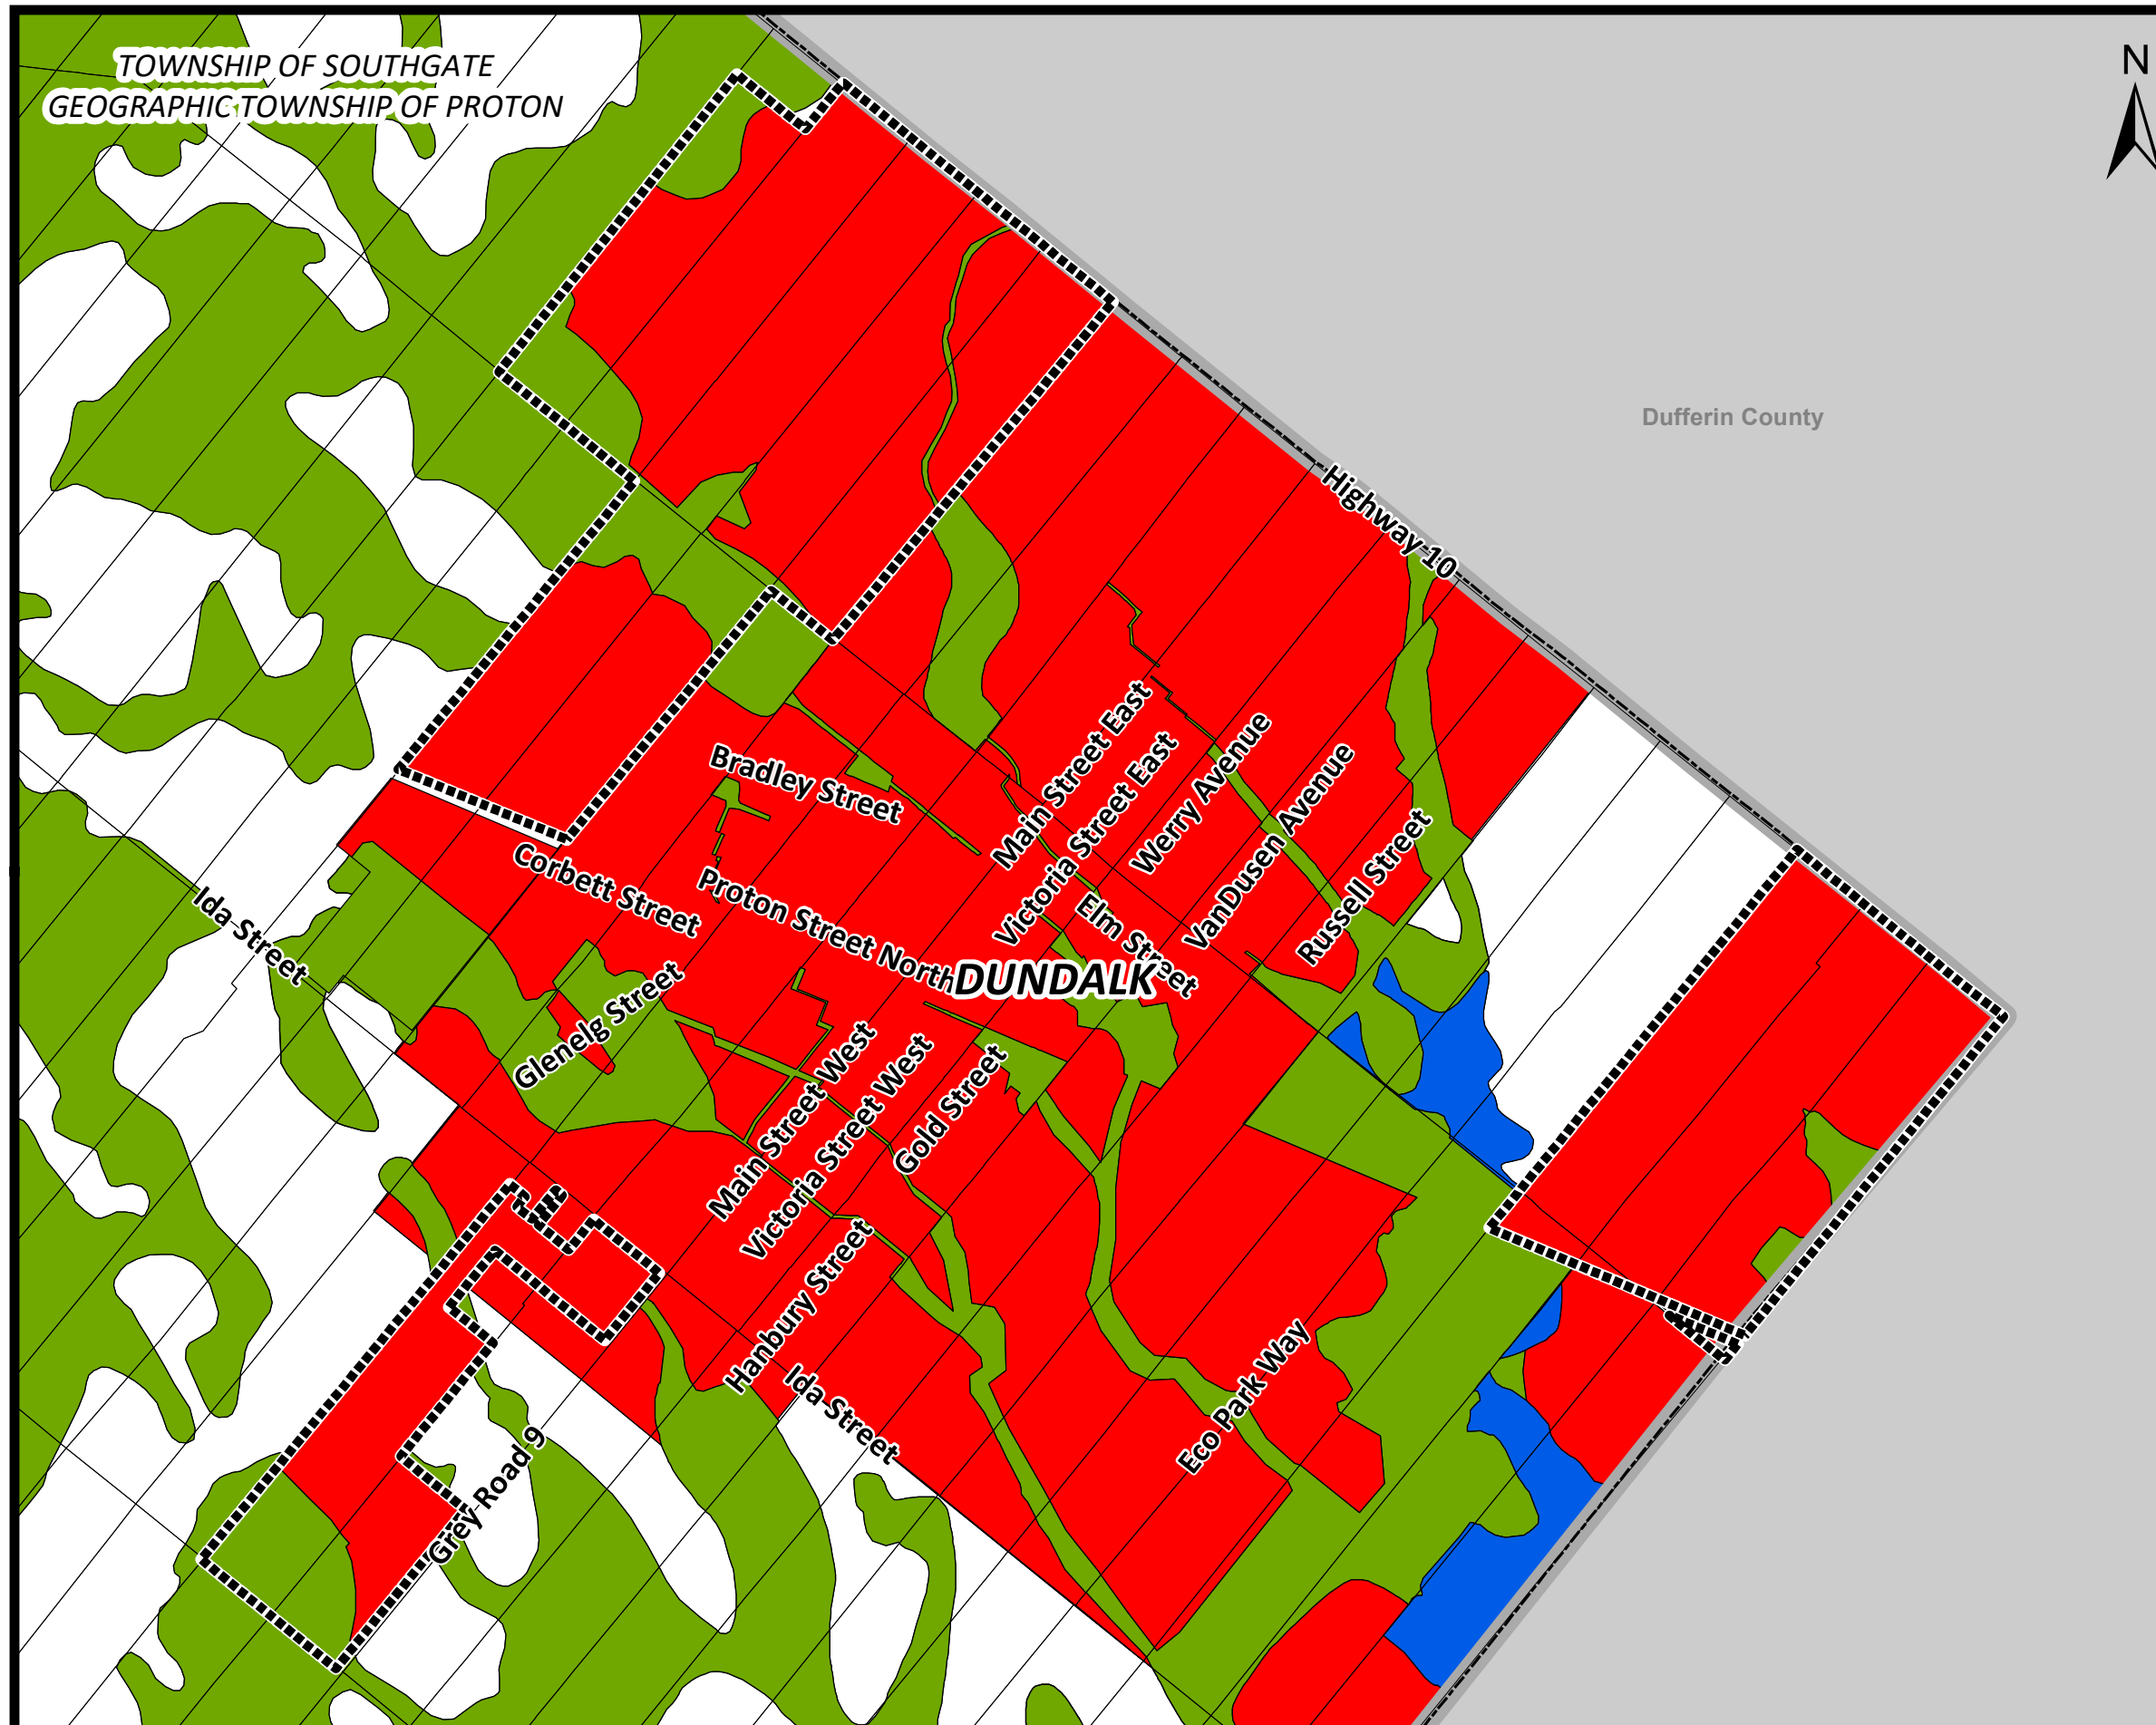 TOWNSHIP OF SOUTHGATE
GEOGRAPHIC TOWNSHIP OF PROTON
N
Dufferin County
Highway 10
Main Street East
Victoria Street East
Werry Avenue
VanDusen Avenue
Russell Street
Bradley Street
Corbett Street
Proton Street North
Elm Street
DUNDALK
Ida Street
Glenelg Street
Main Street West
Victoria Street West
Gold Street
Hanbury Street
Ida Street
Eco Park Way
Grey Road 9